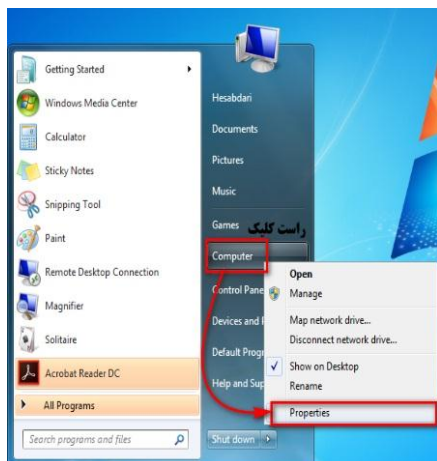 Getting Started
Windows Media Center
Calculator
Sticky Notes
Snipping Tool
Paint
Remote Desktop Connection
Magnifier
Solitaire
Acrobat Reader DC
All Programs
Search programs and files
Hesabdari
Documents
Pictures
Music
Games
راست کلیک
Computer
Control Pane
Devices and
Default Progr
Help and Sup
Shut down
Open
Manage
Map network drive...
Disconnect network drive...
Show on Desktop
Rename
Properties